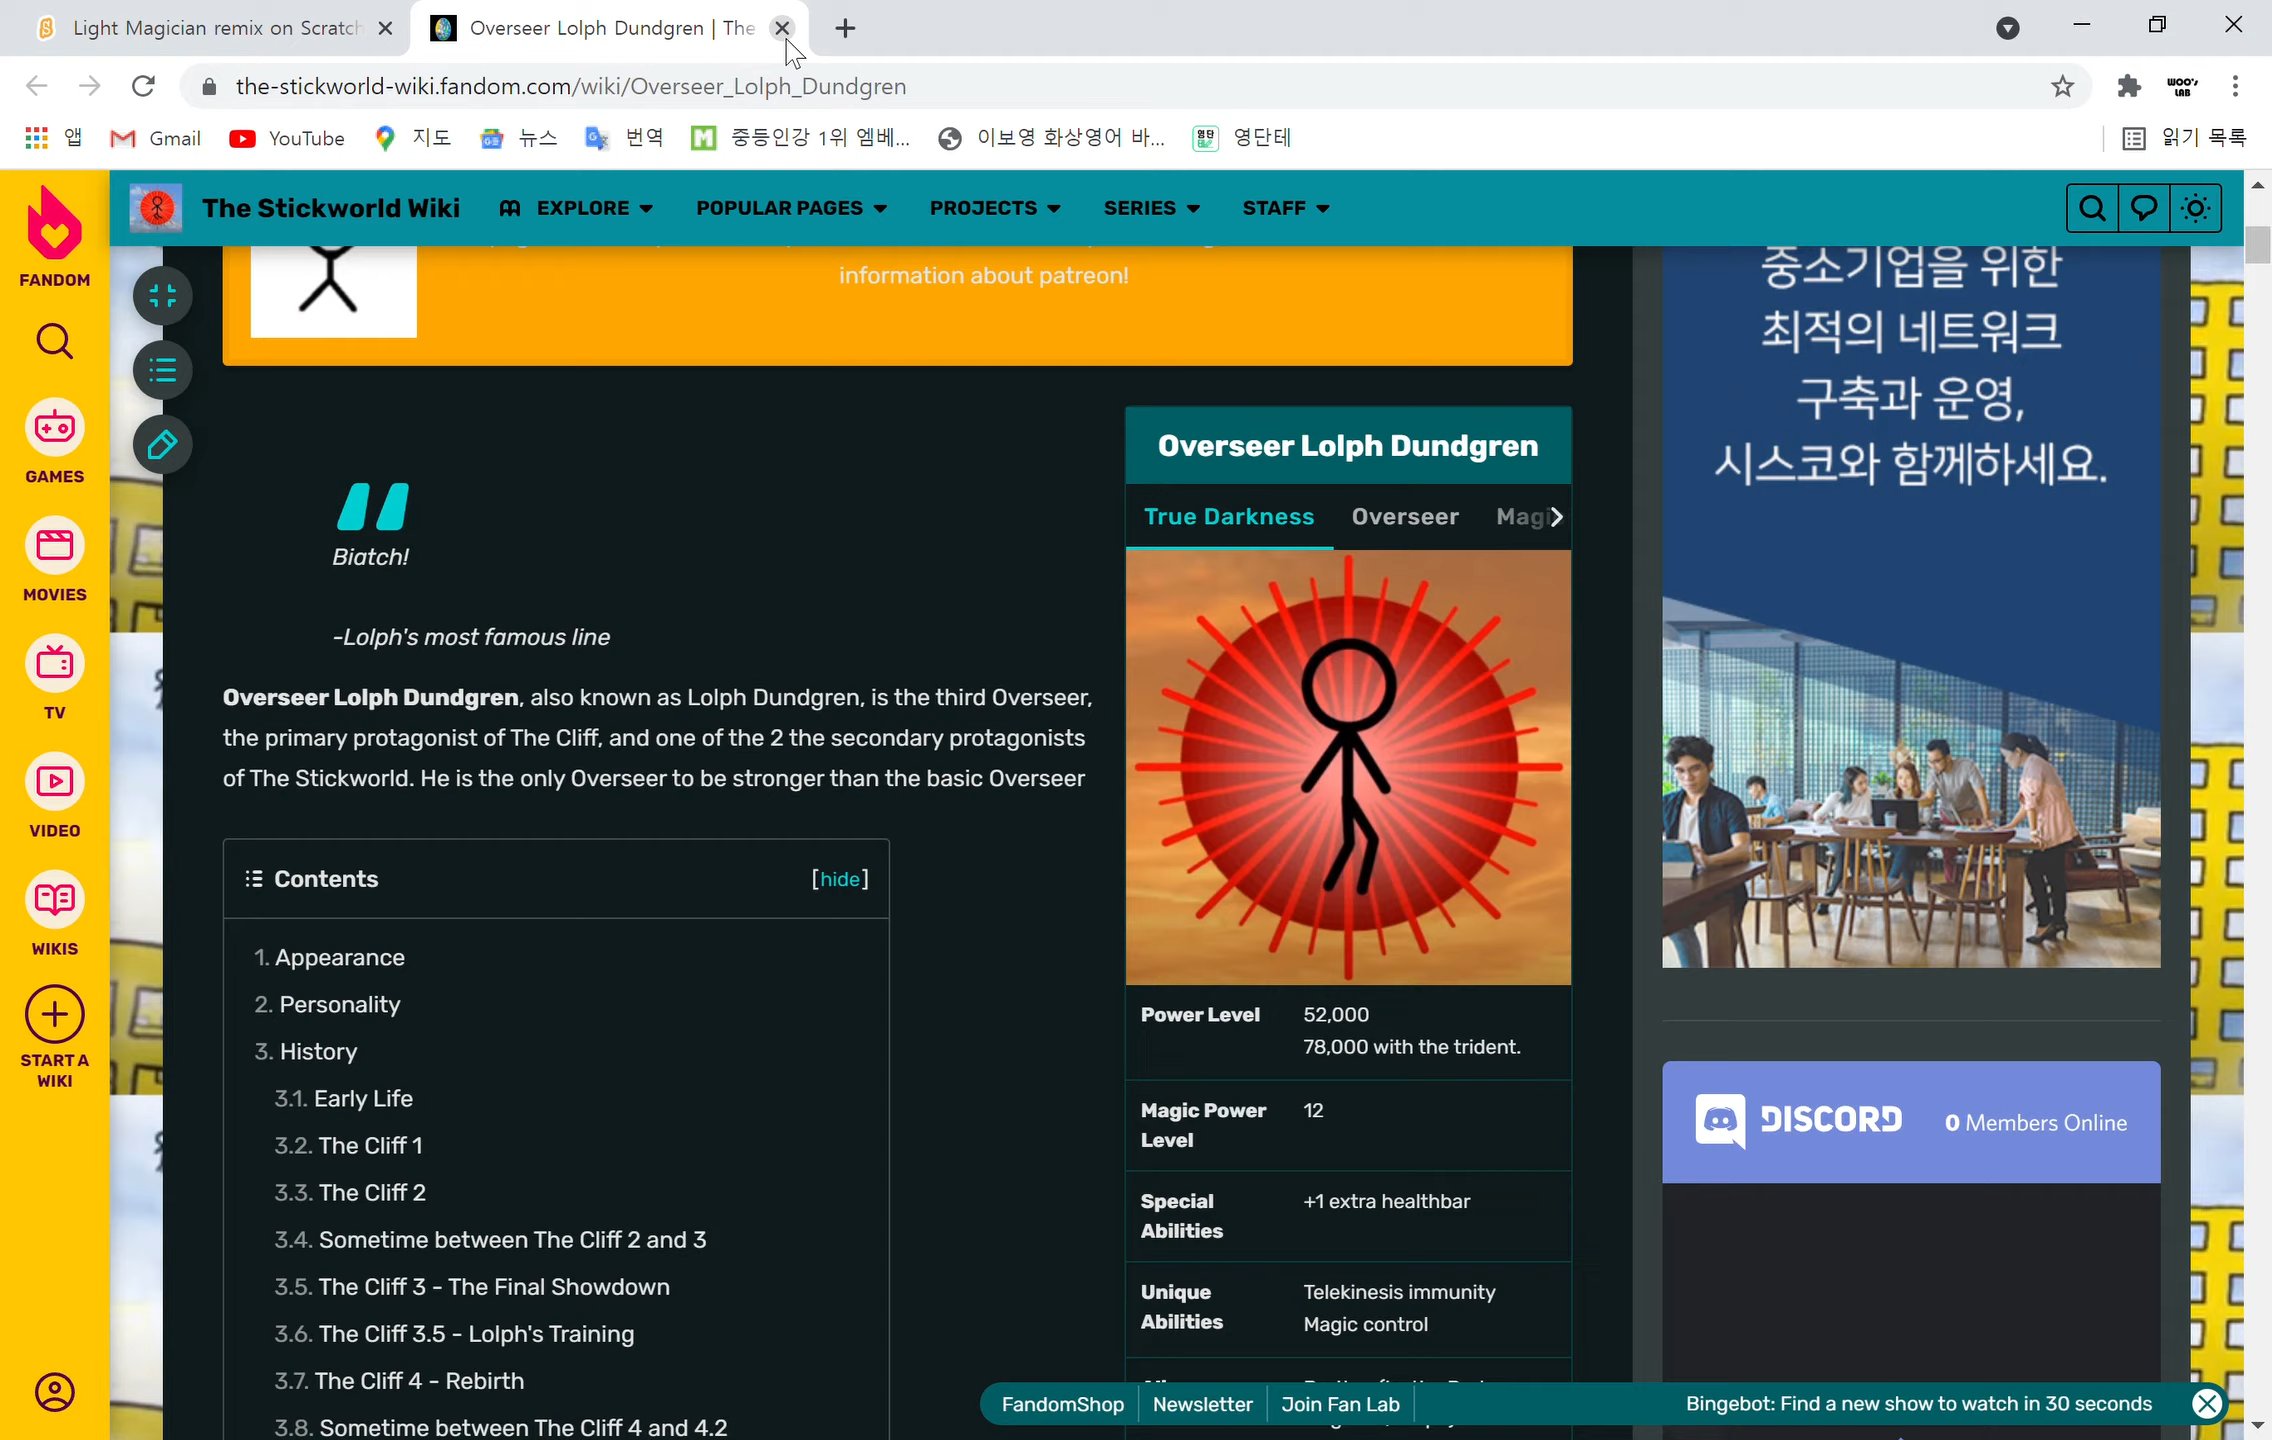 Light Magician remix on Scratch
Overseer Lolph Dundgren | The
the-stickworld-wiki.fandom.com/wiki/Overseer_Lolph_Dundgren
WOO's LAB
앱
Gmail
YouTube
지도
뉴스
번역
중등인강 1위 엠베...
이보영 화상영어 바...
영단테
읽기 목록
FANDOM
GAMES
MOVIES
TV
VIDEO
WIKIS
START A
WIKI
The Stickworld Wiki
EXPLORE
POPULAR PAGES
PROJECTS
SERIES
STAFF
information about patreon!
Biatch!
-Lolph's most famous line
Overseer Lolph Dundgren, also known as Lolph Dundgren, is the third Overseer,
the primary protagonist of The Cliff, and one of the 2 the secondary protagonists
of The Stickworld. He is the only Overseer to be stronger than the basic Overseer
Contents [hide]
1. Appearance
2. Personality
3. History
3.1. Early Life
3.2. The Cliff 1
3.3. The Cliff 2
3.4. Sometime between The Cliff 2 and 3
3.5. The Cliff 3 - The Final Showdown
3.6. The Cliff 3.5 - Lolph's Training
3.7. The Cliff 4 - Rebirth
3.8. Sometime between The Cliff 4 and 4.2
Overseer Lolph Dundgren
True Darkness Overseer Magi
Power Level 52,000
78,000 with the trident.
Magic Power 12
Level
Special +1 extra healthbar
Abilities
Unique Telekinesis immunity
Abilities Magic control
중소기업을 위한
최적의 네트워크
구축과 운영,
시스코와 함께하세요.
DISCORD 0 Members Online
FandomShop
Newsletter
Join Fan Lab
Bingebot: Find a new show to watch in 30 seconds